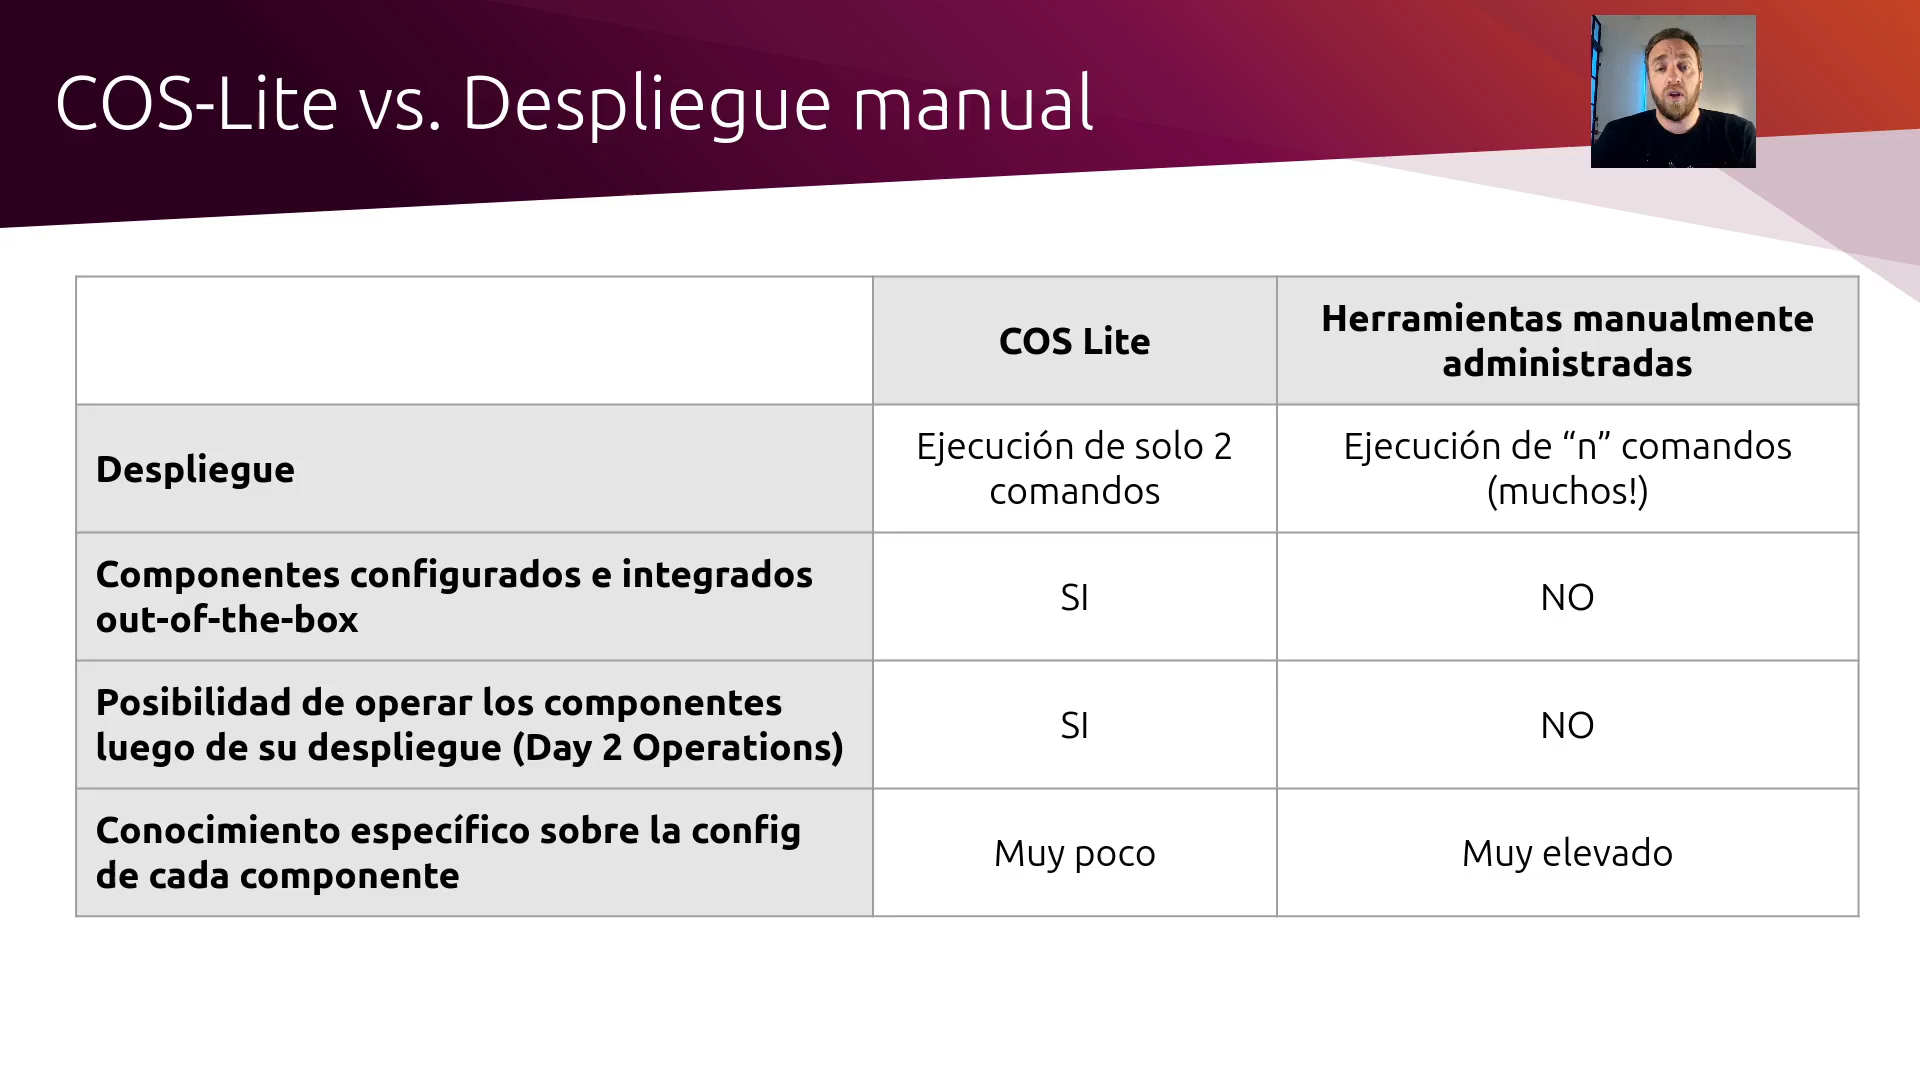 COS-Lite vs. Despliegue manual
COS Lite
Herramientas manualmente
administradas
Despliegue
Ejecución de solo 2
comandos
Ejecución de “n” comandos
(muchos!)
Componentes configurados e integrados
out-of-the-box
SI
NO
Posibilidad de operar los componentes
luego de su despliegue (Day 2 Operations)
SI
NO
Conocimiento específico sobre la config
de cada componente
Muy poco
Muy elevado